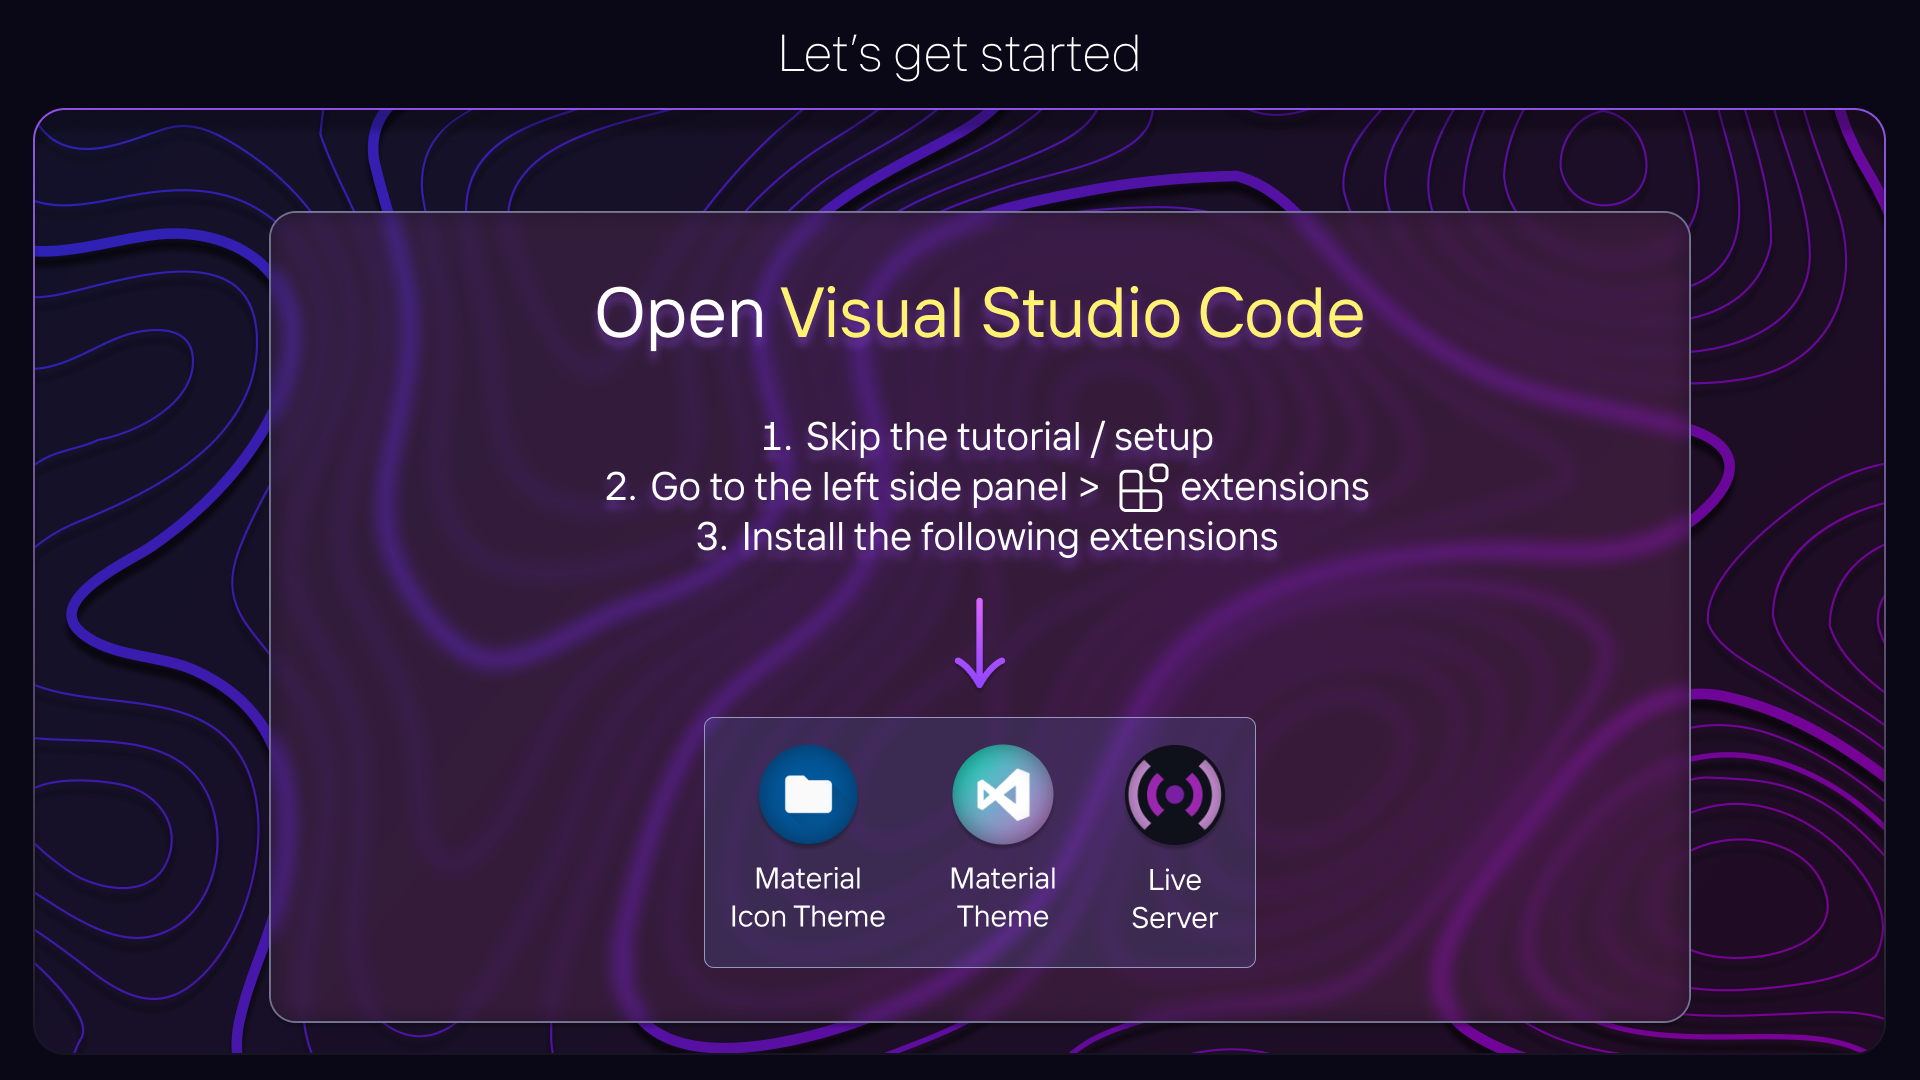 Let’s get started
Open Visual Studio Code
1. Skip the tutorial / setup
2. Go to the left side panel > extensions
3. Install the following extensions
Material
Icon Theme
Material
Theme
Live
Server